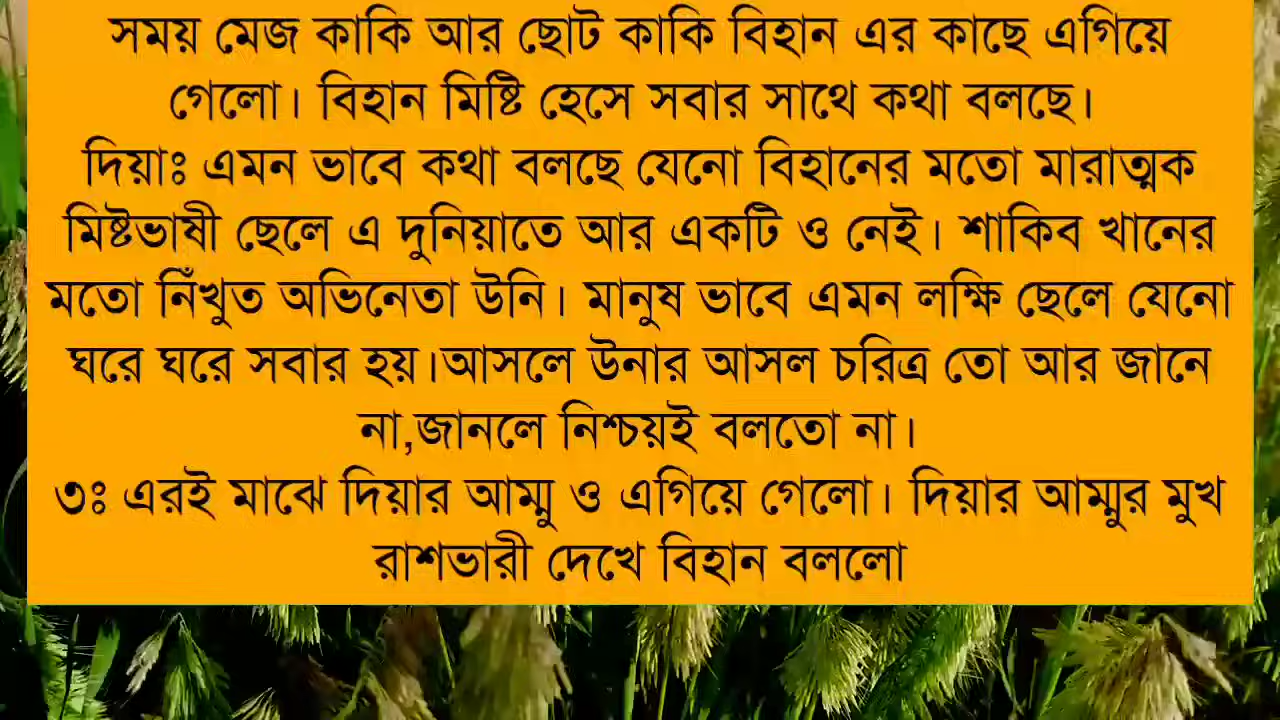 সময় মেজ কাকি আর ছোট কাকি বিহান এর কাছে এগিয়ে
গেলো। বিহান মিষ্টি হেসে সবার সাথে কথা বলছে।
দিয়াঃ এমন ভাবে কথা বলছে যেনো বিহানের মতো মারাত্মক
মিষ্টভাষী ছেলে এ দুনিয়াতে আর একটি ও নেই। শাকিব খানের
মতো নিঁখুত অভিনেতা উনি। মানুষ ভাবে এমন লক্ষি ছেলে যেনো
ঘরে ঘরে সবার হয়।আসলে উনার আসল চরিত্র তো আর জানে
না,জানলে নিশ্চয়ই বলতো না।
৩ঃ এরই মাঝে দিয়ার আম্মু ও এগিয়ে গেলো। দিয়ার আম্মুর মুখ
রাশভারী দেখে বিহান বললো